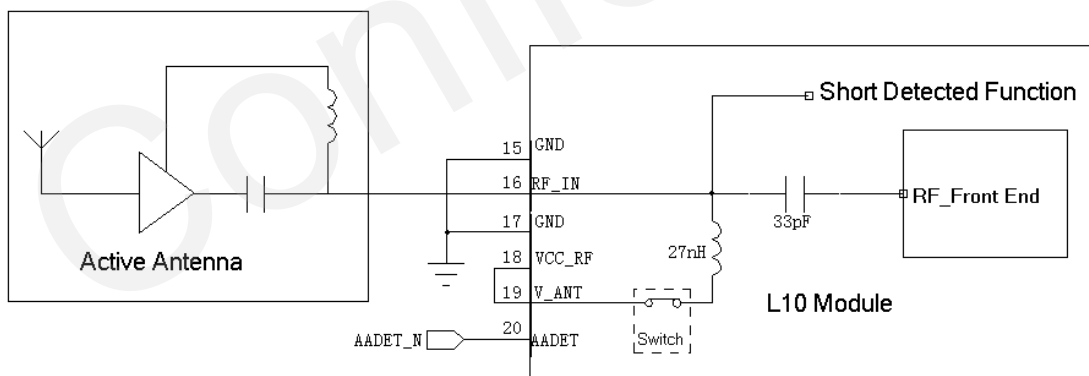 Conf
Active Antenna
15
GND
16
RF_IN
17
GND
18
VCC_RF
19
V_ANT
20
AADET
AADET_N
Switch
27nH
33pF
Short Detected Function
RF_Front End
L10 Module